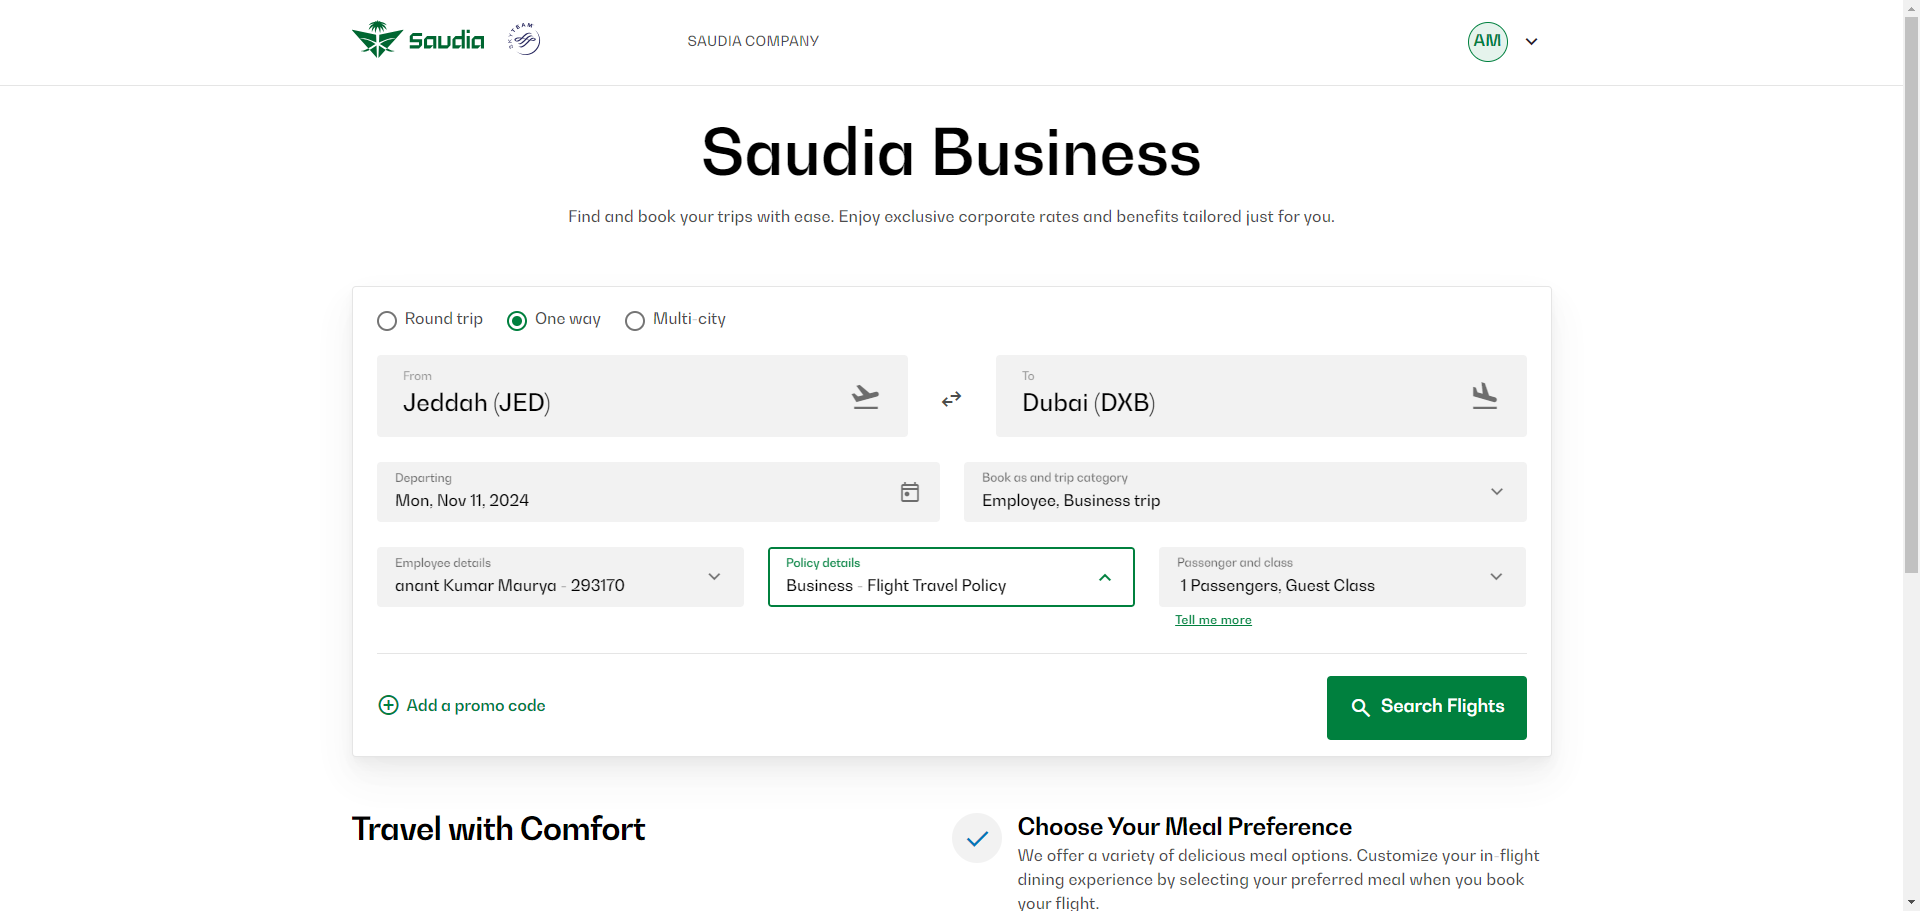 Saudia
SKYTEAM
SAUDIA COMPANY
AM
Saudia Business
Find and book your trips with ease. Enjoy exclusive corporate rates and benefits tailored just for you.
Round trip
One way
Multi-city
From
Jeddah (JED)
To
Dubai (DXB)
Departing
Mon, Nov 11, 2024
Book as and trip category
Employee, Business trip
Employee details
anant Kumar Maurya - 293170
Policy details
Business - Flight Travel Policy
Passenger and class
1 Passengers, Guest Class
Tell me more
Add a promo code
Search Flights
Travel with Comfort
Choose Your Meal Preference
We offer a variety of delicious meal options. Customize your in-flight
dining experience by selecting your preferred meal when you book
your flight.